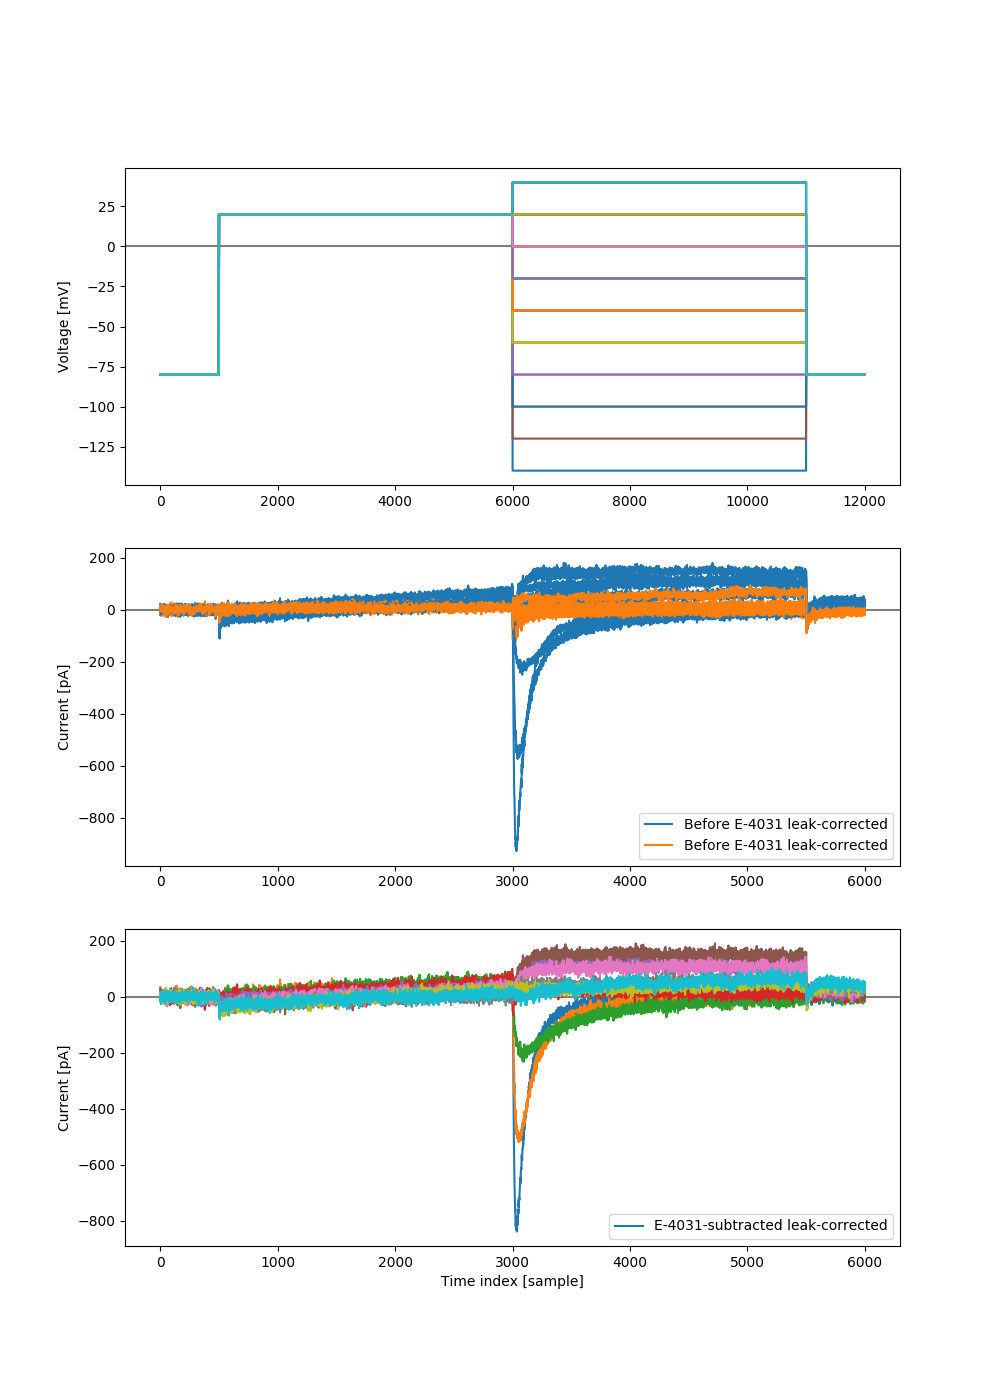 25
0
−25
−50
−75
−100
−125
Voltage [mV]
0 2000 4000 6000 8000 10000 12000
200
0
−200
−400
−600
−800
Current [pA]
Before E-4031 leak-corrected
Before E-4031 leak-corrected
0 1000 2000 3000 4000 5000 6000
200
0
−200
−400
−600
−800
Current [pA]
E-4031-subtracted leak-corrected
0 1000 2000 3000 4000 5000 6000
Time index [sample]